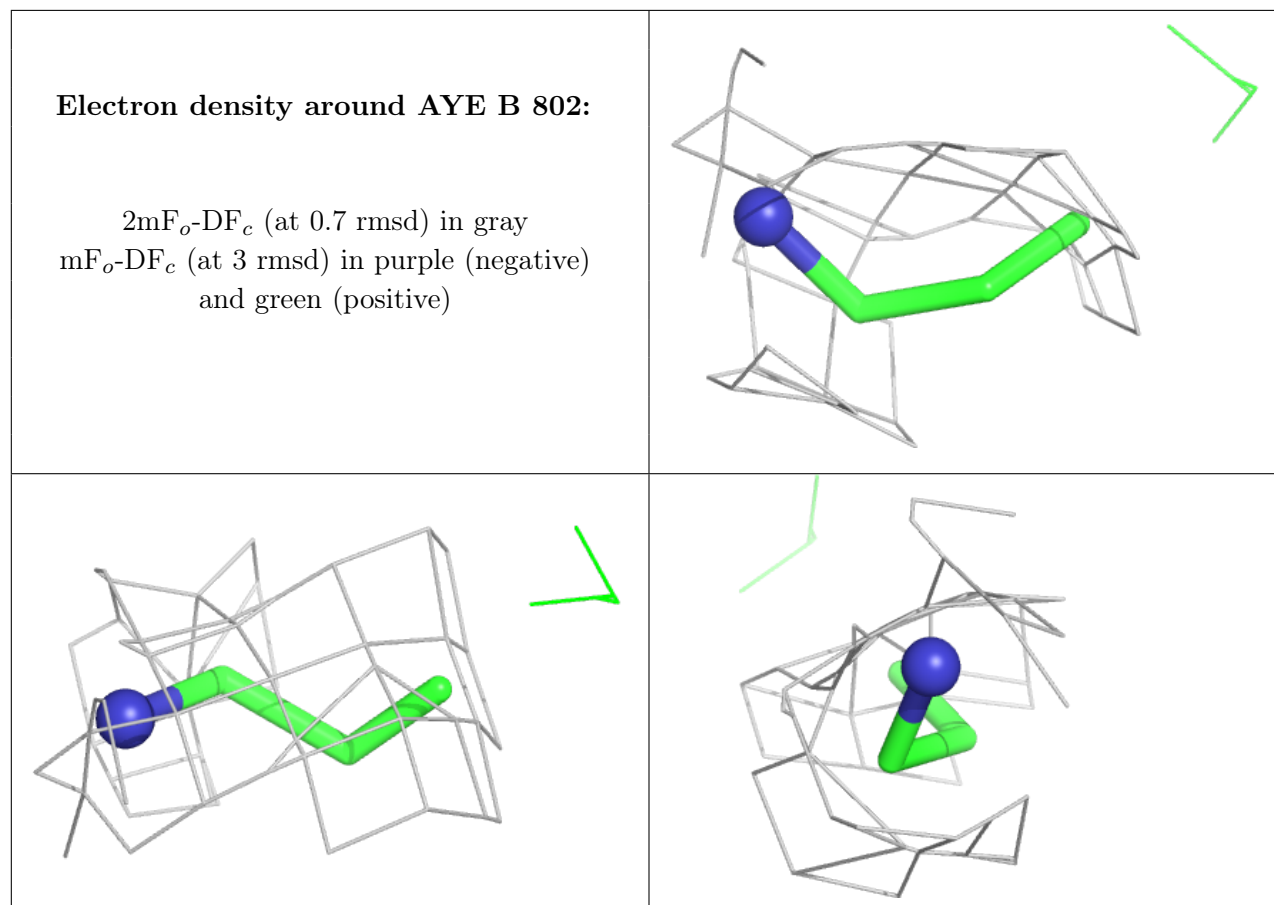 Electron density around AYE B 802:
2mFo-DFc (at 0.7 rmsd) in gray
mFo-DFc (at 3 rmsd) in purple (negative)
and green (positive)